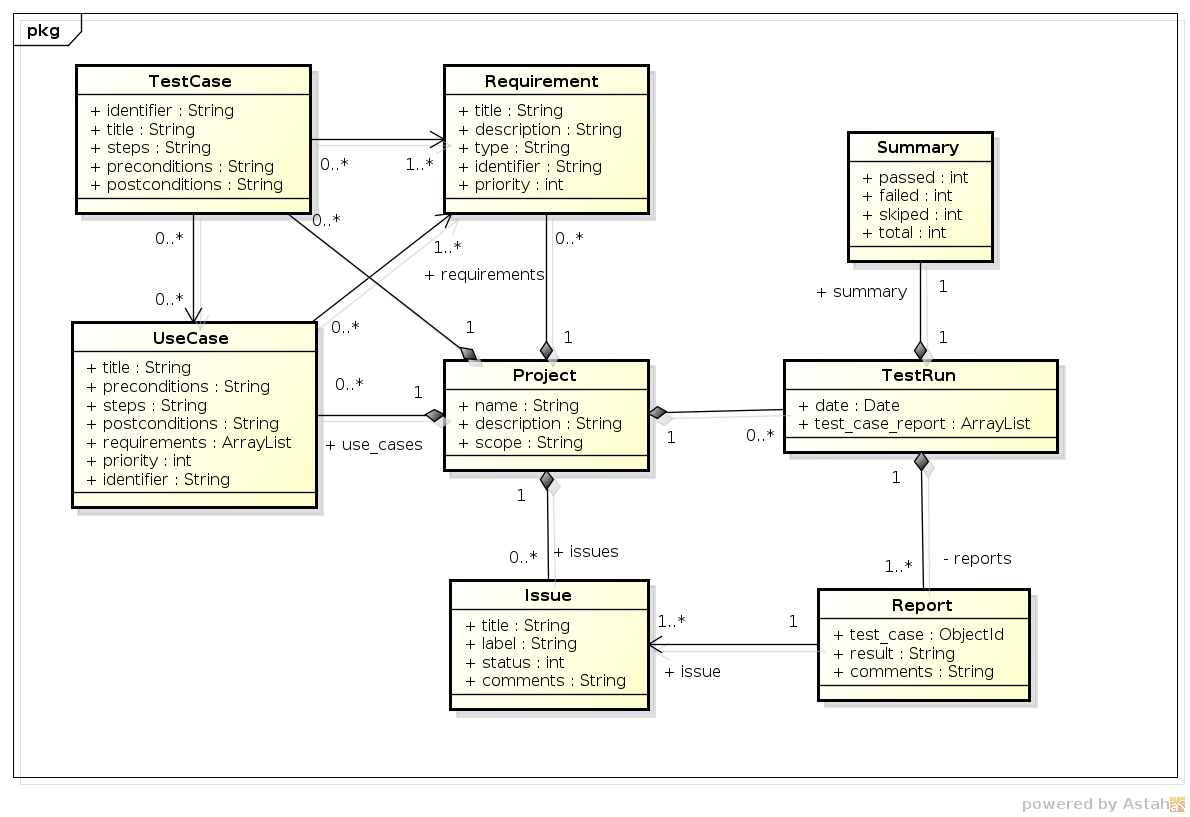 pkg
TestCase
+ identifier : String
+ title : String
+ steps : String
+ preconditions : String
+ postconditions : String
Requirement
+ title : String
+ description : String
+ type : String
+ identifier : String
+ priority : int
Summary
+ passed : int
+ failed : int
+ skiped : int
+ total : int
0..*
1..*
0..*
0..*
0..*
1..*
0..*
+ requirements
+ summary
1
0..*
0..*
1
1
1
UseCase
+ title : String
+ preconditions : String
+ steps : String
+ postconditions : String
+ requirements : ArrayList
+ priority : int
+ identifier : String
0..*
1
+ use_cases
Project
+ name : String
+ description : String
+ scope : String
1
0..*
TestRun
+ date : Date
+ test_case_report : ArrayList
1
1
0..*
+ issues
1..*
- reports
Issue
+ title : String
+ label : String
+ status : int
+ comments : String
1..*
1
+ issue
Report
+ test_case : ObjectId
+ result : String
+ comments : String
powered by Astah